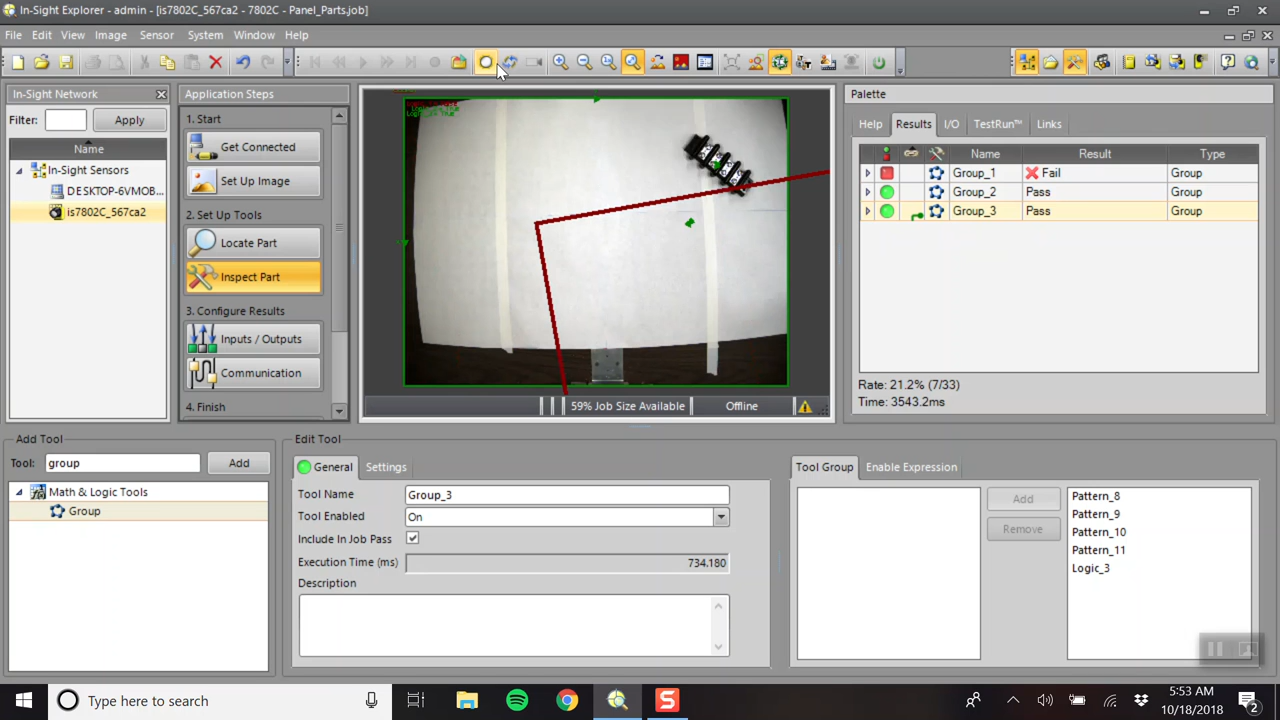 In-Sight Explorer - admin - [is7802C_567ca2 - 7802C - Panel_Parts.job]
File Edit View Image Sensor System Window Help
In-Sight Network
Filter: Apply
Name
In-Sight Sensors
DESKTOP-6VMOB...
is7802C_567ca2
Application Steps
1. Start
Get Connected
Set Up Image
2. Set Up Tools
Locate Part
Inspect Part
3. Configure Results
Inputs / Outputs
Communication
4. Finish
59% Job Size Available Offline
Palette
Help Results I/O TestRun™ Links
Name Result Type
Group_1 Fail Group
Group_2 Pass Group
Group_3 Pass Group
Rate: 21.2% (7/33)
Time: 3543.2ms
Add Tool
Tool: group Add
Math & Logic Tools
Group
Edit Tool
General Settings
Tool Name Group_3
Tool Enabled On
Include In Job Pass
Execution Time (ms) 734.180
Description
Tool Group Enable Expression
Add
Remove
Pattern_8
Pattern_9
Pattern_10
Pattern_11
Logic_3
Type here to search
5:53 AM
10/18/2018
2